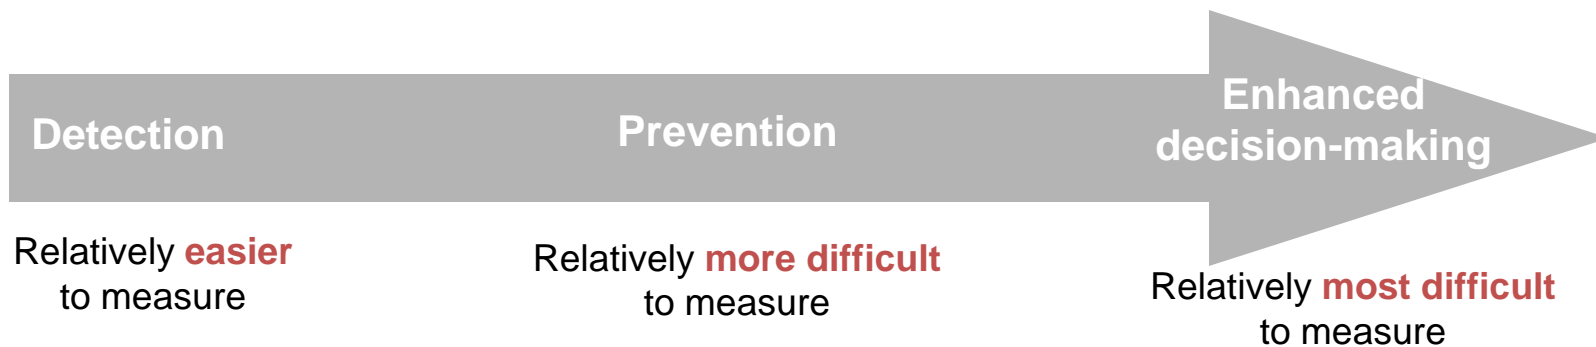 Detection
Prevention
Enhanced
decision-making
Relatively easier
to measure
Relatively more difficult
to measure
Relatively most difficult
to measure